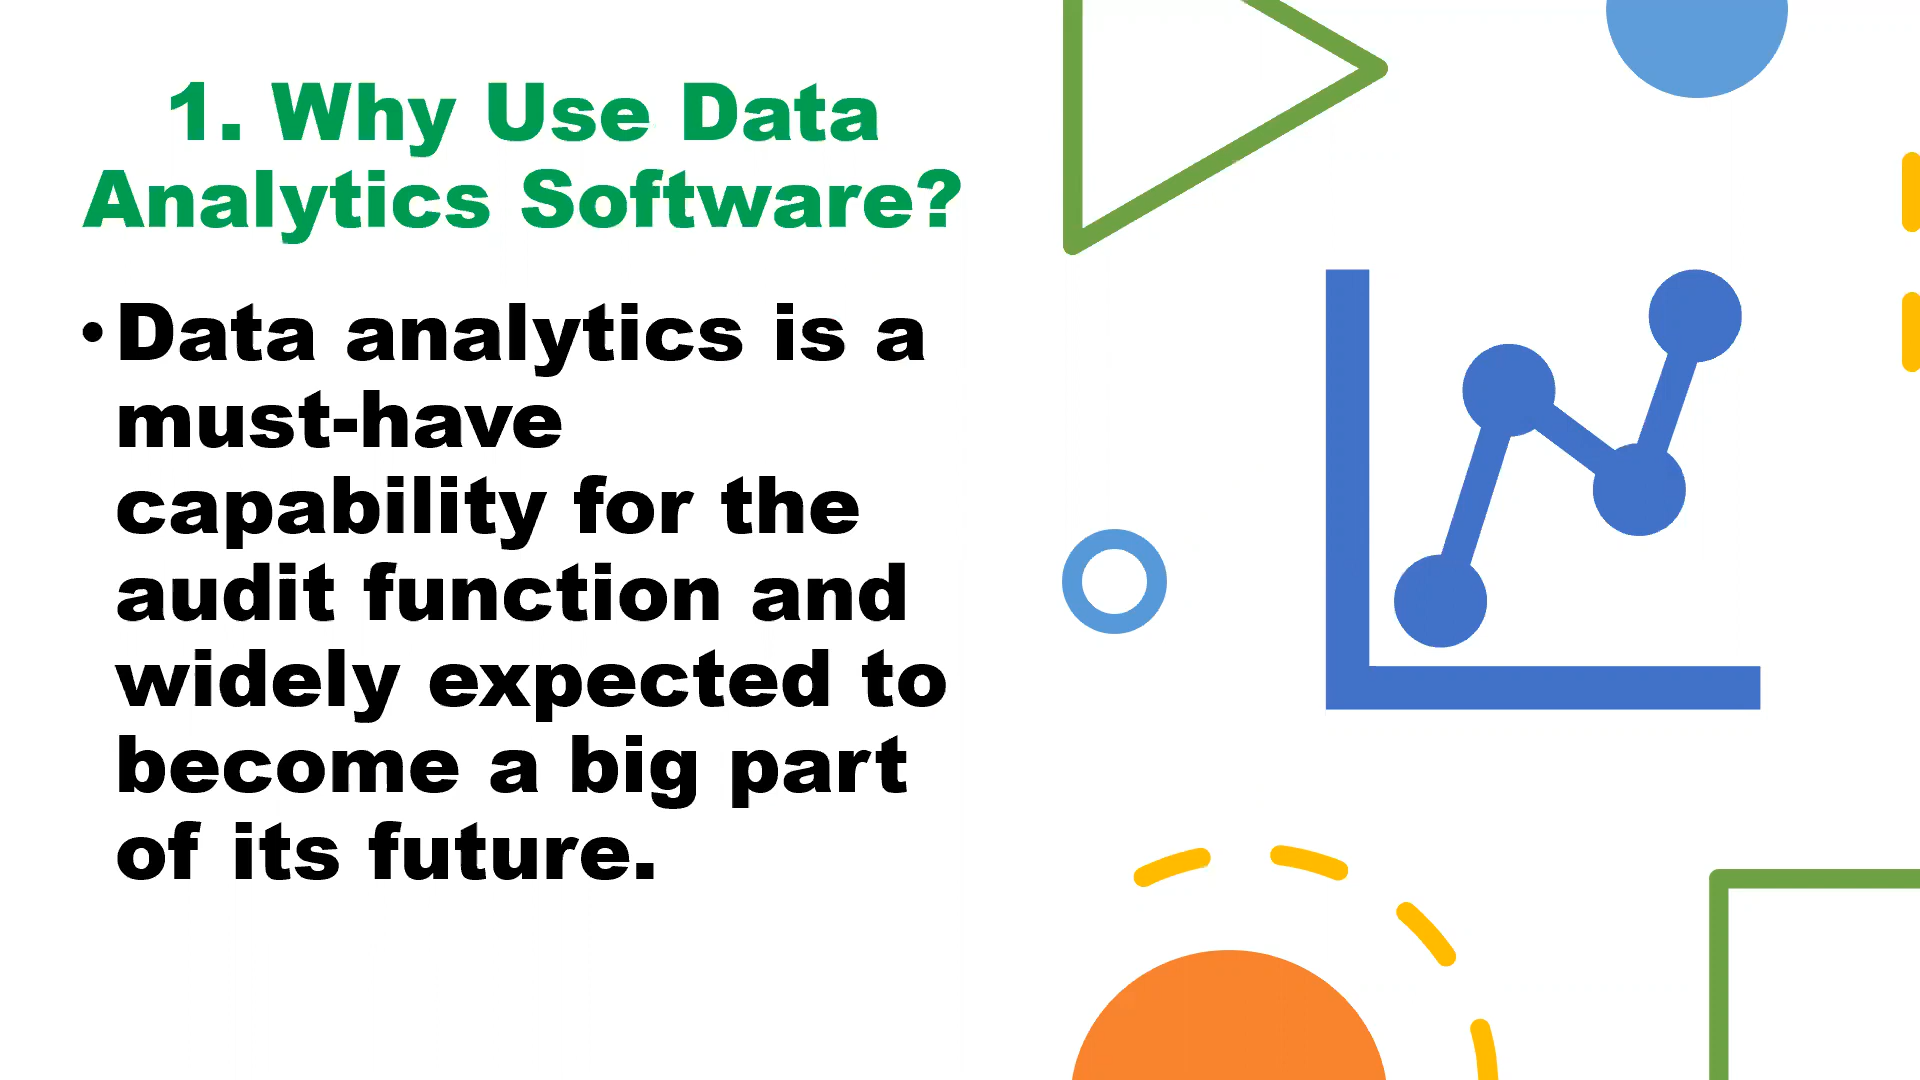 1. Why Use Data
Analytics Software?
•Data analytics is a
must-have
capability for the
audit function and
widely expected to
become a big part
of its future.